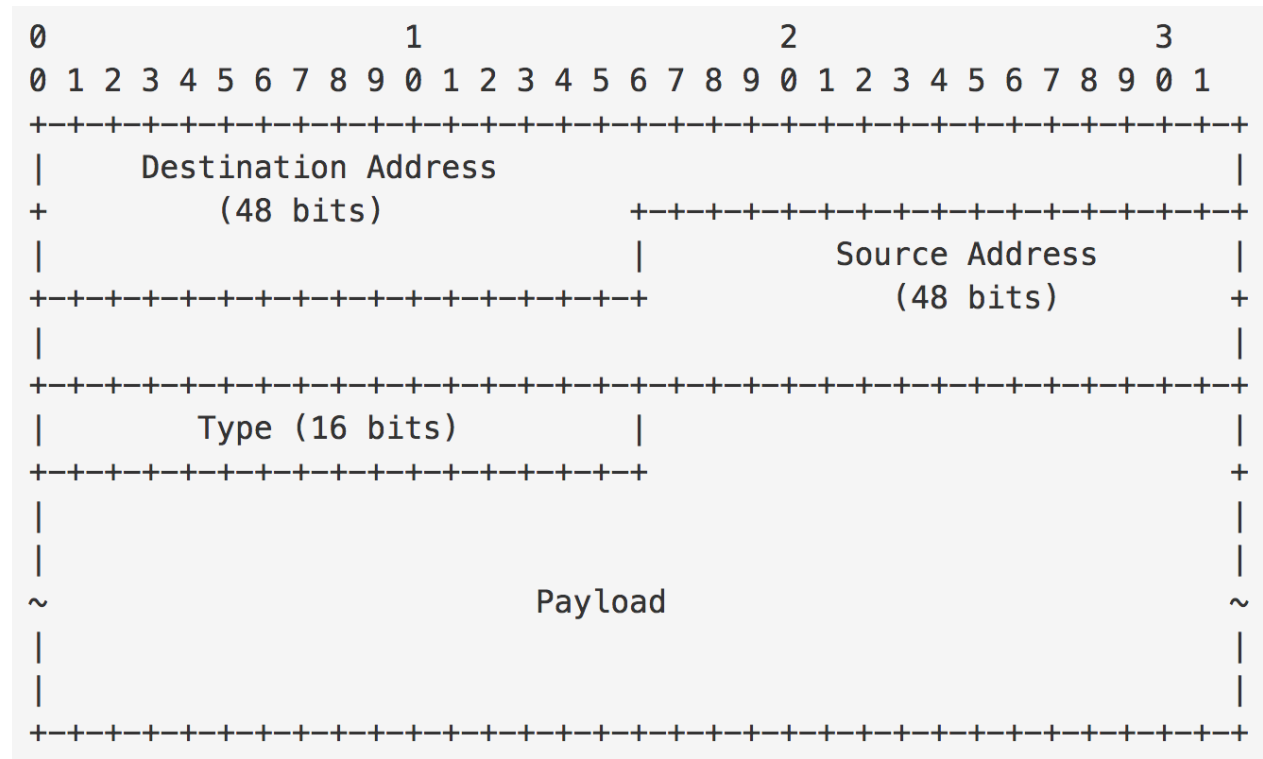 0                   1                   2                   3
0 1 2 3 4 5 6 7 8 9 0 1 2 3 4 5 6 7 8 9 0 1 2 3 4 5 6 7 8 9 0 1
+-+-+-+-+-+-+-+-+-+-+-+-+-+-+-+-+-+-+-+-+-+-+-+-+-+-+-+-+-+-+-+-+
|     Destination Address                                       |
+         (48 bits)             +-+-+-+-+-+-+-+-+-+-+-+-+-+-+-+-+
|                               |          Source Address       |
+-+-+-+-+-+-+-+-+-+-+-+-+-+-+-+-+             (48 bits)         +
|                                                               |
+-+-+-+-+-+-+-+-+-+-+-+-+-+-+-+-+-+-+-+-+-+-+-+-+-+-+-+-+-+-+-+-+
|        Type (16 bits)         |                               |
+-+-+-+-+-+-+-+-+-+-+-+-+-+-+-+-+                               +
|                                                               |
|                                                               |
~                          Payload                              ~
|                                                               |
|                                                               |
+-+-+-+-+-+-+-+-+-+-+-+-+-+-+-+-+-+-+-+-+-+-+-+-+-+-+-+-+-+-+-+-+